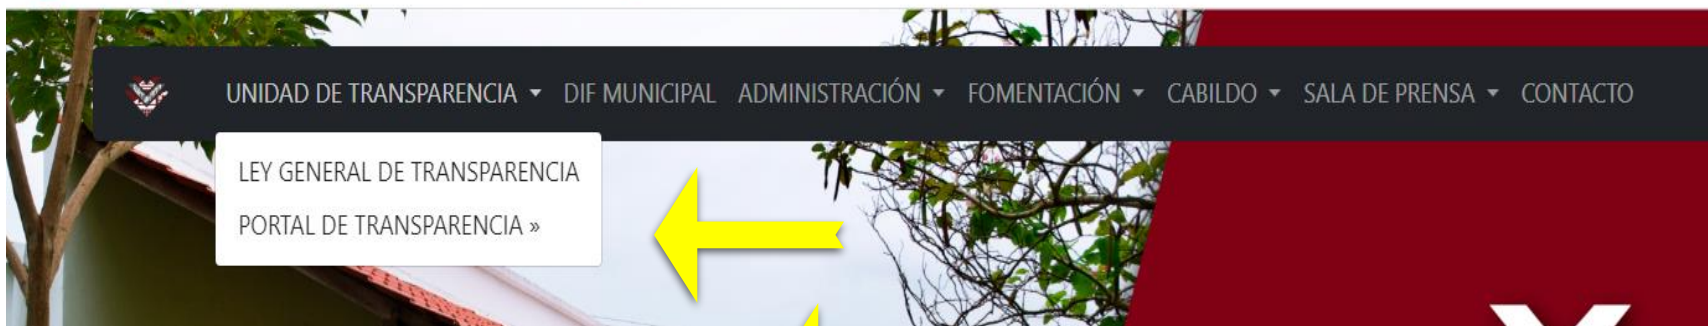 UNIDAD DE TRANSPARENCIA DIF MUNICIPAL ADMINISTRACIÓN FOMENTACIÓN CABILDO SALA DE PRENSA CONTACTO
LEY GENERAL DE TRANSPARENCIA
PORTAL DE TRANSPARENCIA »